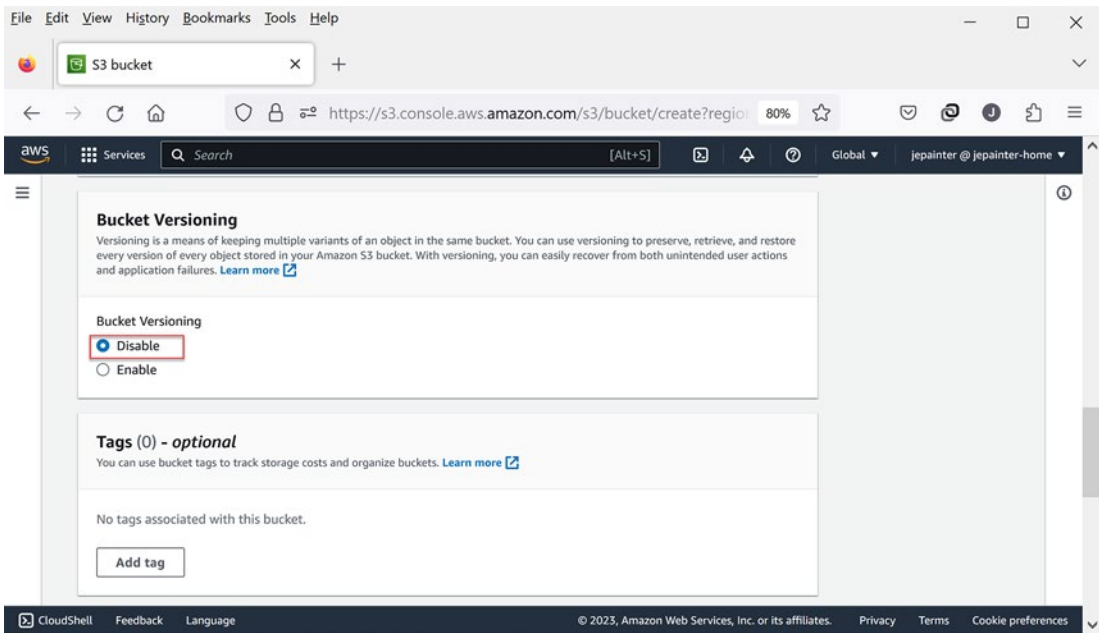 File Edit View History Bookmarks Tools Help
S3 bucket
https://s3.console.aws.amazon.com/s3/bucket/create?regio 80%
J
aws Services Search [Alt+S] Global jepainter @ jepainter-home
Bucket Versioning
Versioning is a means of keeping multiple variants of an object in the same bucket. You can use versioning to preserve, retrieve, and restore
every version of every object stored in your Amazon S3 bucket. With versioning, you can easily recover from both unintended user actions
and application failures. Learn more
Bucket Versioning
Disable
Enable
Tags (0) - optional
You can use bucket tags to track storage costs and organize buckets. Learn more
No tags associated with this bucket.
Add tag
CloudShell Feedback Language © 2023, Amazon Web Services, Inc. or its affiliates. Privacy Terms Cookie preferences